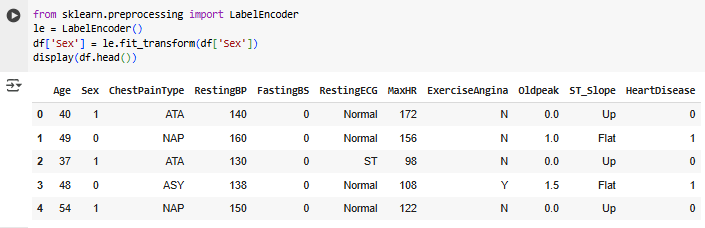 from sklearn.preprocessing import LabelEncoder
le = LabelEncoder()
df['Sex'] = le.fit_transform(df['Sex'])
display(df.head())
Age Sex ChestPainType RestingBP FastingBS RestingECG MaxHR ExerciseAngina Oldpeak ST_Slope HeartDisease
0 40 1 ATA 140 0 Normal 172 N 0.0 Up 0
1 49 0 NAP 160 0 Normal 156 N 1.0 Flat 1
2 37 1 ATA 130 0 ST 98 N 0.0 Up 0
3 48 0 ASY 138 0 Normal 108 Y 1.5 Flat 1
4 54 1 NAP 150 0 Normal 122 N 0.0 Up 0